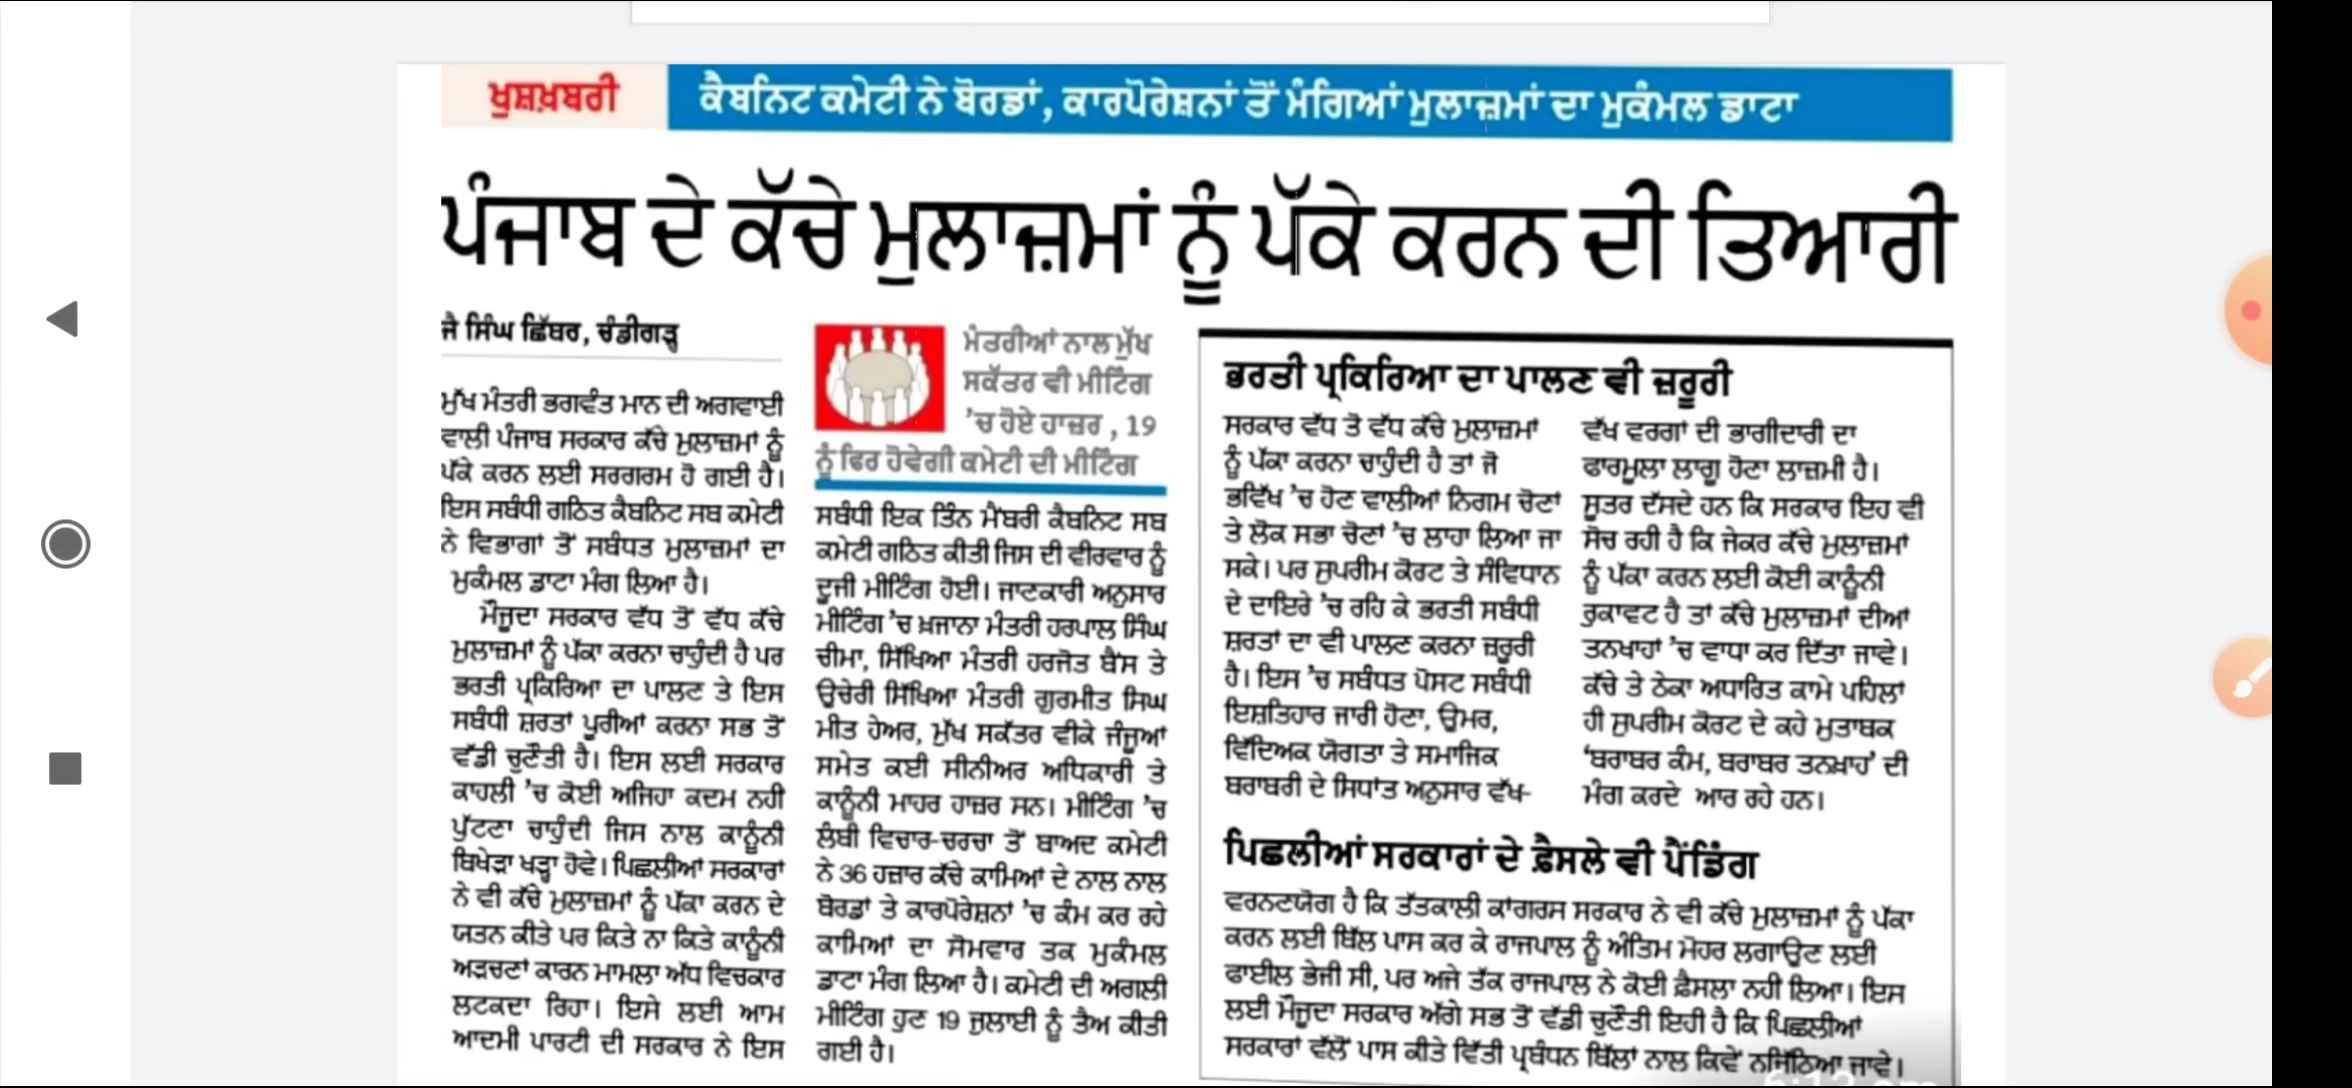 ਖੁਸ਼ਖ਼ਬਰੀ
ਕੈਬਨਿਟ ਕਮੇਟੀ ਨੇ ਬੋਰਡਾਂ, ਕਾਰਪੋਰੇਸ਼ਨਾਂ ਤੋਂ ਮੰਗਿਆਂ ਮੁਲਾਜ਼ਮਾਂ ਦਾ ਮੁਕੰਮਲ ਡਾਟਾ
ਪੰਜਾਬ ਦੇ ਕੱਚੇ ਮੁਲਾਜ਼ਮਾਂ ਨੂੰ ਪੱਕੇ ਕਰਨ ਦੀ ਤਿਆਰੀ
ਜੈ ਸਿੰਘ ਛਿੱਬਰ, ਚੰਡੀਗੜ੍ਹ
ਮੁੱਖ ਮੰਤਰੀ ਭਗਵੰਤ ਮਾਨ ਦੀ ਅਗਵਾਈ
ਵਾਲੀ ਪੰਜਾਬ ਸਰਕਾਰ ਕੱਚੇ ਮੁਲਾਜ਼ਮਾਂ ਨੂੰ
ਪੱਕੇ ਕਰਨ ਲਈ ਸਰਗਰਮ ਹੋ ਗਈ ਹੈ।
ਇਸ ਸਬੰਧੀ ਗਠਿਤ ਕੈਬਨਿਟ ਸਬ ਕਮੇਟੀ
ਨੇ ਵਿਭਾਗਾਂ ਤੋਂ ਸਬੰਧਤ ਮੁਲਾਜ਼ਮਾਂ ਦਾ
ਮੁਕੰਮਲ ਡਾਟਾ ਮੰਗ ਲਿਆ ਹੈ।
ਮੌਜੂਦਾ ਸਰਕਾਰ ਵੱਧ ਤੋਂ ਵੱਧ ਕੱਚੇ
ਮੁਲਾਜ਼ਮਾਂ ਨੂੰ ਪੱਕਾ ਕਰਨਾ ਚਾਹੁੰਦੀ ਹੈ ਪਰ
ਭਰਤੀ ਪ੍ਰਕਿਰਿਆ ਦਾ ਪਾਲਣ ਤੇ ਇਸ
ਸਬੰਧੀ ਸ਼ਰਤਾਂ ਪੂਰੀਆਂ ਕਰਨਾ ਸਭ ਤੋਂ
ਵੱਡੀ ਚੁਣੌਤੀ ਹੈ। ਇਸ ਲਈ ਸਰਕਾਰ
ਕਾਹਲੀ ’ਚ ਕੋਈ ਅਜਿਹਾ ਕਦਮ ਨਹੀ
ਪੁੱਟਣਾ ਚਾਹੁੰਦੀ ਜਿਸ ਨਾਲ ਕਾਨੂੰਨੀ
ਬਿਖੇੜਾ ਖੜ੍ਹਾ ਹੋਵੇ। ਪਿਛਲੀਆਂ ਸਰਕਾਰਾਂ
ਨੇ ਵੀ ਕੱਚੇ ਮੁਲਾਜ਼ਮਾਂ ਨੂੰ ਪੱਕਾ ਕਰਨ ਦੇ
ਯਤਨ ਕੀਤੇ ਪਰ ਕਿਤੇ ਨਾ ਕਿਤੇ ਕਾਨੂੰਨੀ
ਅੜਚਣਾਂ ਕਾਰਨ ਮਾਮਲਾ ਅੱਧ ਵਿਚਕਾਰ
ਲਟਕਦਾ ਰਿਹਾ। ਇਸੇ ਲਈ ਆਮ
ਆਦਮੀ ਪਾਰਟੀ ਦੀ ਸਰਕਾਰ ਨੇ ਇਸ
ਮੰਤਰੀਆਂ ਨਾਲ ਮੁੱਖ
ਸਕੱਤਰ ਵੀ ਮੀਟਿੰਗ
’ਚ ਹੋਏ ਹਾਜ਼ਰ , 19
ਨੂੰ ਫਿਰ ਹੋਵੇਗੀ ਕਮੇਟੀ ਦੀ ਮੀਟਿੰਗ
ਸਬੰਧੀ ਇਕ ਤਿੰਨ ਮੈਂਬਰੀ ਕੈਬਨਿਟ ਸਬ
ਕਮੇਟੀ ਗਠਿਤ ਕੀਤੀ ਜਿਸ ਦੀ ਵੀਰਵਾਰ ਨੂੰ
ਦੂਜੀ ਮੀਟਿੰਗ ਹੋਈ। ਜਾਣਕਾਰੀ ਅਨੁਸਾਰ
ਮੀਟਿੰਗ ’ਚ ਖ਼ਜਾਨਾ ਮੰਤਰੀ ਹਰਪਾਲ ਸਿੰਘ
ਚੀਮਾ, ਸਿੱਖਿਆ ਮੰਤਰੀ ਹਰਜੋਤ ਬੈਂਸ ਤੇ
ਉਚੇਰੀ ਸਿੱਖਿਆ ਮੰਤਰੀ ਗੁਰਮੀਤ ਸਿਘ
ਮੀਤ ਹੇਅਰ, ਮੁੱਖ ਸਕੱਤਰ ਵੀਕੇ ਜੰਜੂਆਂ
ਸਮੇਤ ਕਈ ਸੀਨੀਅਰ ਅਧਿਕਾਰੀ ਤੇ
ਕਾਨੂੰਨੀ ਮਾਹਰ ਹਾਜ਼ਰ ਸਨ। ਮੀਟਿੰਗ ’ਚ
ਲੰਬੀ ਵਿਚਾਰ-ਚਰਚਾ ਤੋਂ ਬਾਅਦ ਕਮੇਟੀ
ਨੇ 36 ਹਜ਼ਾਰ ਕੱਚੇ ਕਾਮਿਆਂ ਦੇ ਨਾਲ ਨਾਲ
ਬੋਰਡਾਂ ਤੇ ਕਾਰਪੋਰੇਸ਼ਨਾਂ ’ਚ ਕੰਮ ਕਰ ਰਹੇ
ਕਾਮਿਆਂ ਦਾ ਸੋਮਵਾਰ ਤਕ ਮੁਕੰਮਲ
ਡਾਟਾ ਮੰਗ ਲਿਆ ਹੈ। ਕਮੇਟੀ ਦੀ ਅਗਲੀ
ਮੀਟਿੰਗ ਹੁਣ 19 ਜੁਲਾਈ ਨੂੰ ਤੈਅ ਕੀਤੀ
ਗਈ ਹੈ।
ਭਰਤੀ ਪ੍ਰਕਿਰਿਆ ਦਾ ਪਾਲਣ ਵੀ ਜ਼ਰੂਰੀ
ਸਰਕਾਰ ਵੱਧ ਤੋ ਵੱਧ ਕੱਚੇ ਮੁਲਾਜ਼ਮਾਂ
ਨੂੰ ਪੱਕਾ ਕਰਨਾ ਚਾਹੁੰਦੀ ਹੈ ਤਾਂ ਜੋ
ਭਵਿੱਖ ’ਚ ਹੋਣ ਵਾਲੀਆਂ ਨਿਗਮ ਚੋਣਾਂ
ਤੇ ਲੋਕ ਸਭਾ ਚੋਣਾਂ ’ਚ ਲਾਹਾ ਲਿਆ ਜਾ
ਸਕੇ। ਪਰ ਸੁਪਰੀਮ ਕੋਰਟ ਤੇ ਸੰਵਿਧਾਨ
ਦੇ ਦਾਇਰੇ ’ਚ ਰਹਿ ਕੇ ਭਰਤੀ ਸਬੰਧੀ
ਸ਼ਰਤਾਂ ਦਾ ਵੀ ਪਾਲਣ ਕਰਨਾ ਜ਼ਰੂਰੀ
ਹੈ। ਇਸ ’ਚ ਸਬੰਧਤ ਪੋਸਟ ਸਬੰਧੀ
ਇਸ਼ਤਿਹਾਰ ਜਾਰੀ ਹੋਣਾ, ਉਮਰ,
ਵਿੱਦਿਅਕ ਯੋਗਤਾ ਤੇ ਸਮਾਜਿਕ
ਬਰਾਬਰੀ ਦੇ ਸਿਧਾਂਤ ਅਨੁਸਾਰ ਵੱਖ-
ਵੱਖ ਵਰਗਾਂ ਦੀ ਭਾਗੀਦਾਰੀ ਦਾ
ਫਾਰਮੂਲਾ ਲਾਗੂ ਹੋਣਾ ਲਾਜ਼ਮੀ ਹੈ।
ਸੂਤਰ ਦੱਸਦੇ ਹਨ ਕਿ ਸਰਕਾਰ ਇਹ ਵੀ
ਸੋਚ ਰਹੀ ਹੈ ਕਿ ਜੇਕਰ ਕੱਚੇ ਮੁਲਾਜ਼ਮਾਂ
ਨੂੰ ਪੱਕਾ ਕਰਨ ਲਈ ਕੋਈ ਕਾਨੂੰਨੀ
ਰੁਕਾਵਟ ਹੈ ਤਾਂ ਕੱਚੇ ਮੁਲਾਜ਼ਮਾਂ ਦੀਆਂ
ਤਨਖਾਹਾਂ ’ਚ ਵਾਧਾ ਕਰ ਦਿੱਤਾ ਜਾਵੇ।
ਕੱਚੇ ਤੇ ਠੇਕਾ ਅਧਾਰਿਤ ਕਾਮੇ ਪਹਿਲਾਂ
ਹੀ ਸੁਪਰੀਮ ਕੋਰਟ ਦੇ ਕਹੇ ਮੁਤਾਬਕ
‘ਬਰਾਬਰ ਕੰਮ, ਬਰਾਬਰ ਤਨਖ਼ਾਹ’ ਦੀ
ਮੰਗ ਕਰਦੇ ਆਰ ਰਹੇ ਹਨ।
ਪਿਛਲੀਆਂ ਸਰਕਾਰਾਂ ਦੇ ਫ਼ੈਸਲੇ ਵੀ ਪੈਂਡਿੰਗ
ਵਰਨਣਯੋਗ ਹੈ ਕਿ ਤੱਤਕਾਲੀ ਕਾਂਗਰਸ ਸਰਕਾਰ ਨੇ ਵੀ ਕੱਚੇ ਮੁਲਾਜ਼ਮਾਂ ਨੂੰ ਪੱਕਾ
ਕਰਨ ਲਈ ਬਿੱਲ ਪਾਸ ਕਰ ਕੇ ਰਾਜਪਾਲ ਨੂੰ ਅੰਤਿਮ ਮੋਹਰ ਲਗਾਉਣ ਲਈ
ਫਾਈਲ ਭੇਜੀ ਸੀ, ਪਰ ਅਜੇ ਤੱਕ ਰਾਜਪਾਲ ਨੇ ਕੋਈ ਫ਼ੈਸਲਾ ਨਹੀ ਲਿਆ। ਇਸ
ਲਈ ਮੌਜੂਦਾ ਸਰਕਾਰ ਅੱਗੇ ਸਭ ਤੋਂ ਵੱਡੀ ਚੁਣੌਤੀ ਇਹੀ ਹੈ ਕਿ ਪਿਛਲੀਆਂ
ਸਰਕਾਰਾਂ ਵੱਲੋਂ ਪਾਸ ਕੀਤੇ ਵਿੱਤੀ ਪ੍ਰਬੰਧਨ ਬਿੱਲਾਂ ਨਾਲ ਕਿਵੇਂ ਨਜਿੱਠਿਆ ਜਾਵੇ।